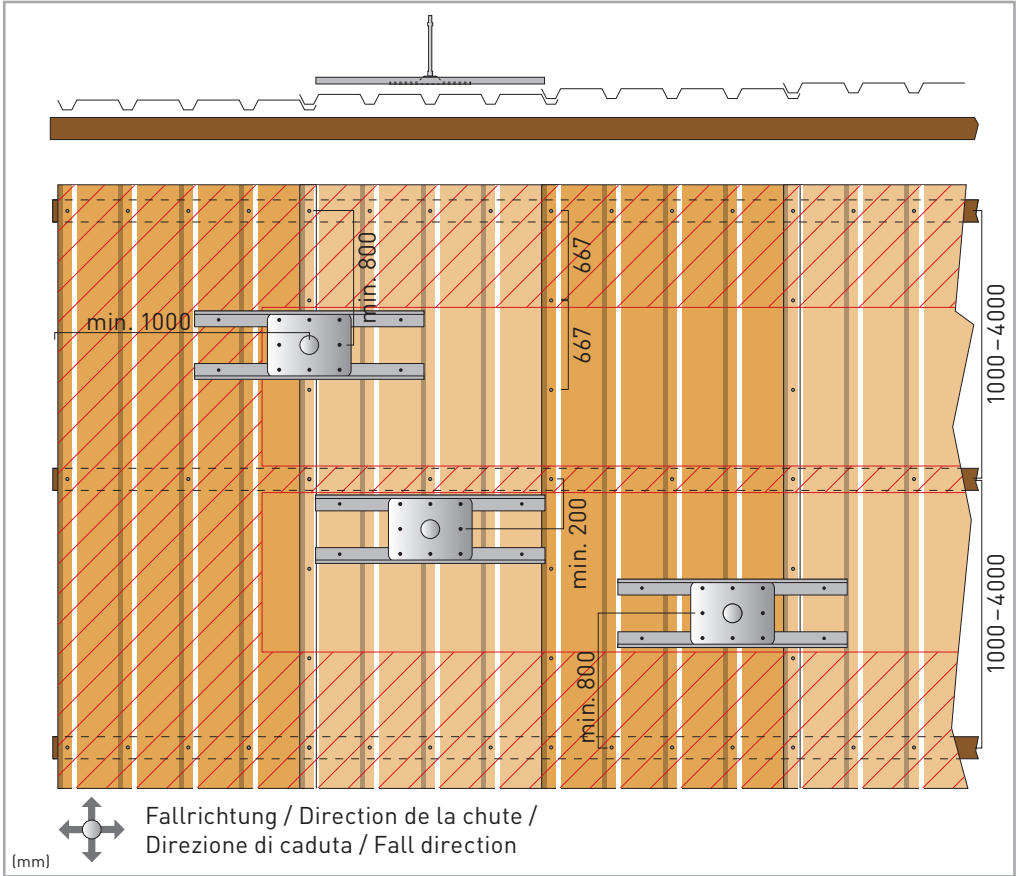 min. 800
667
min. 1000
667
1000–4000
min. 200
min. 800
1000–4000
Fallrichtung / Direction de la chute /
Direzione di caduta / Fall direction
(mm)